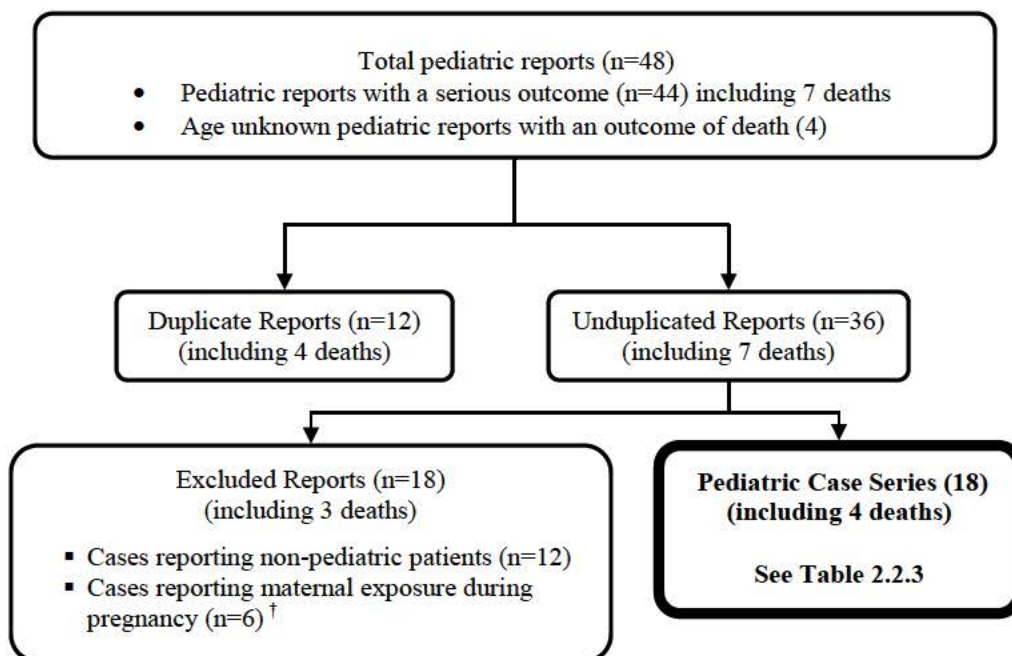 Total pediatric reports (n=48)
• Pediatric reports with a serious outcome (n=44) including 7 deaths
• Age unknown pediatric reports with an outcome of death (4)
Duplicate Reports (n=12)
(including 4 deaths)
Unduplicated Reports (n=36)
(including 7 deaths)
Excluded Reports (n=18)
(including 3 deaths)
▪ Cases reporting non-pediatric patients (n=12)
▪ Cases reporting maternal exposure during
pregnancy (n=6) †
Pediatric Case Series (18)
(including 4 deaths)
See Table 2.2.3